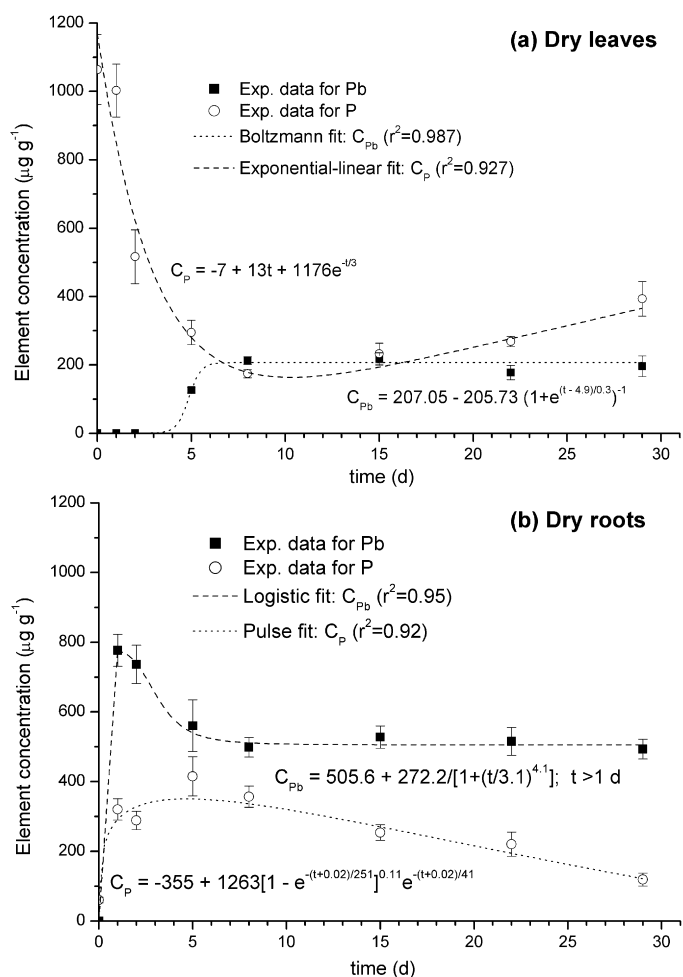 (a) Dry leaves
1200
1000
800
600
400
200
0
Element concentration (μg g⁻¹)
Exp. data for Pb
Exp. data for P
Boltzmann fit: C_Pb (r²=0.987)
Exponential-linear fit: C_P (r²=0.927)
C_P = -7 + 13t + 1176e^(-t/3)
C_Pb = 207.05 - 205.73 (1+e^((t - 4.9)/0.3))⁻¹
0 5 10 15 20 25 30
time (d)
(b) Dry roots
1200
1000
800
600
400
200
0
Element concentration (μg g⁻¹)
Exp. data for Pb
Exp. data for P
Logistic fit: C_Pb (r²=0.95)
Pulse fit: C_P (r²=0.92)
C_Pb = 505.6 + 272.2/[1+(t/3.1)^4.1]; t >1 d
C_P = -355 + 1263[1 - e^(-(t+0.02)/251)]^0.11 e^(-(t+0.02)/41)
0 5 10 15 20 25 30
time (d)